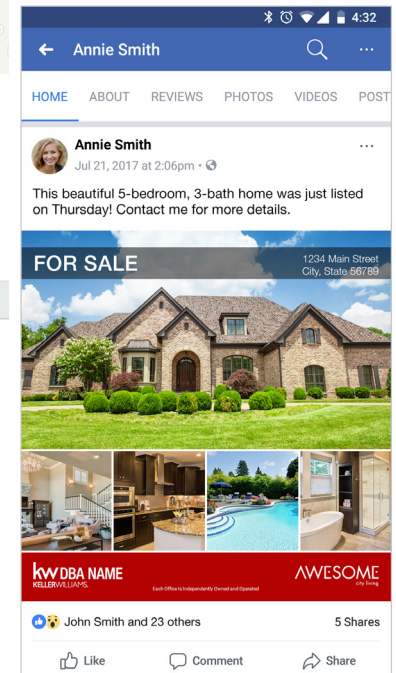 4:32
Annie Smith
HOME ABOUT REVIEWS PHOTOS VIDEOS POST
Annie Smith
Jul 21, 2017 at 2:06pm ·
This beautiful 5-bedroom, 3-bath home was just listed
on Thursday! Contact me for more details.
FOR SALE
1234 Main Street
City, State 56789
kw DBA NAME
KELLERWILLIAMS.
Each Office is Independently Owned and Operated
AWESOME
city living
John Smith and 23 others 5 Shares
Like Comment Share